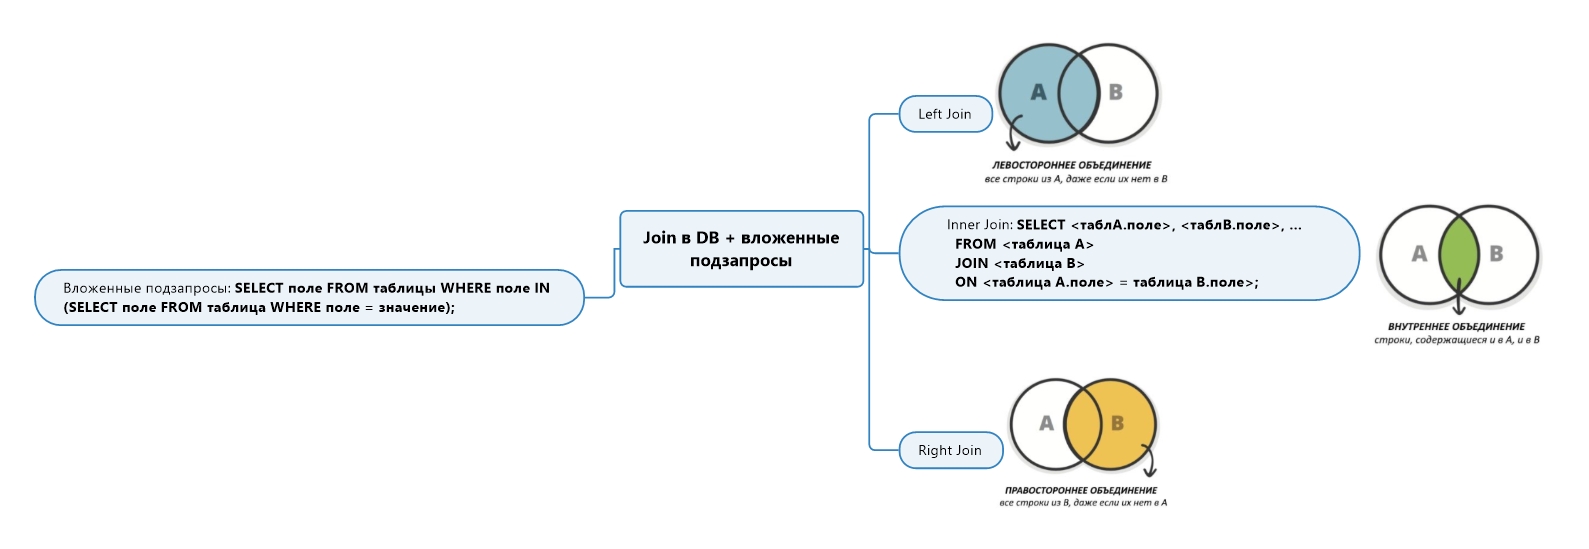 Join в DB + вложенные
подзапросы
Вложенные подзапросы: SELECT поле FROM таблицы WHERE поле IN
(SELECT поле FROM таблица WHERE поле = значение);
Left Join
A
B
ЛЕВОСТОРОННЕЕ ОБЪЕДИНЕНИЕ
все строки из A, даже если их нет в B
Inner Join: SELECT <таблА.поле>, <таблВ.поле>, ...
FROM <таблица А>
JOIN <таблица В>
ON <таблица А.поле> = таблица В.поле>;
A
B
ВНУТРЕННЕЕ ОБЪЕДИНЕНИЕ
строки, содержащиеся и в A, и в B
Right Join
A
B
ПРАВОСТОРОННЕЕ ОБЪЕДИНЕНИЕ
все строки из B, даже если их нет в A